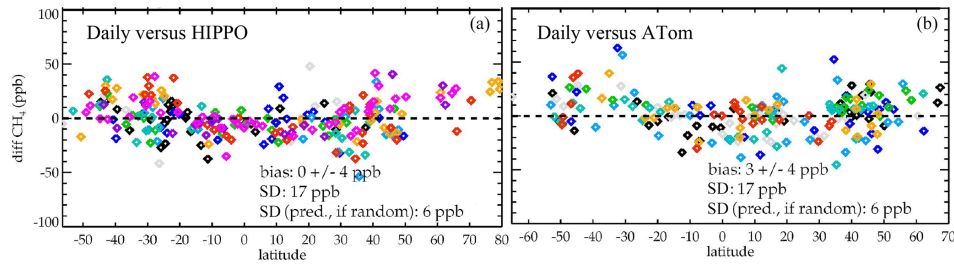 Daily versus HIPPO
(a)
diff CH₄ (ppb)
100
50
0
-50
-100
bias: 0 +/- 4 ppb
SD: 17 ppb
SD (pred., if random): 6 ppb
-50 -40 -30 -20 -10 0 10 20 30 40 50 60 70 80
latitude
Daily versus ATom
(b)
bias: 3 +/- 4 ppb
SD: 17 ppb
SD (pred., if random): 6 ppb
-60 -50 -40 -30 -20 -10 0 10 20 30 40 50 60 70
latitude